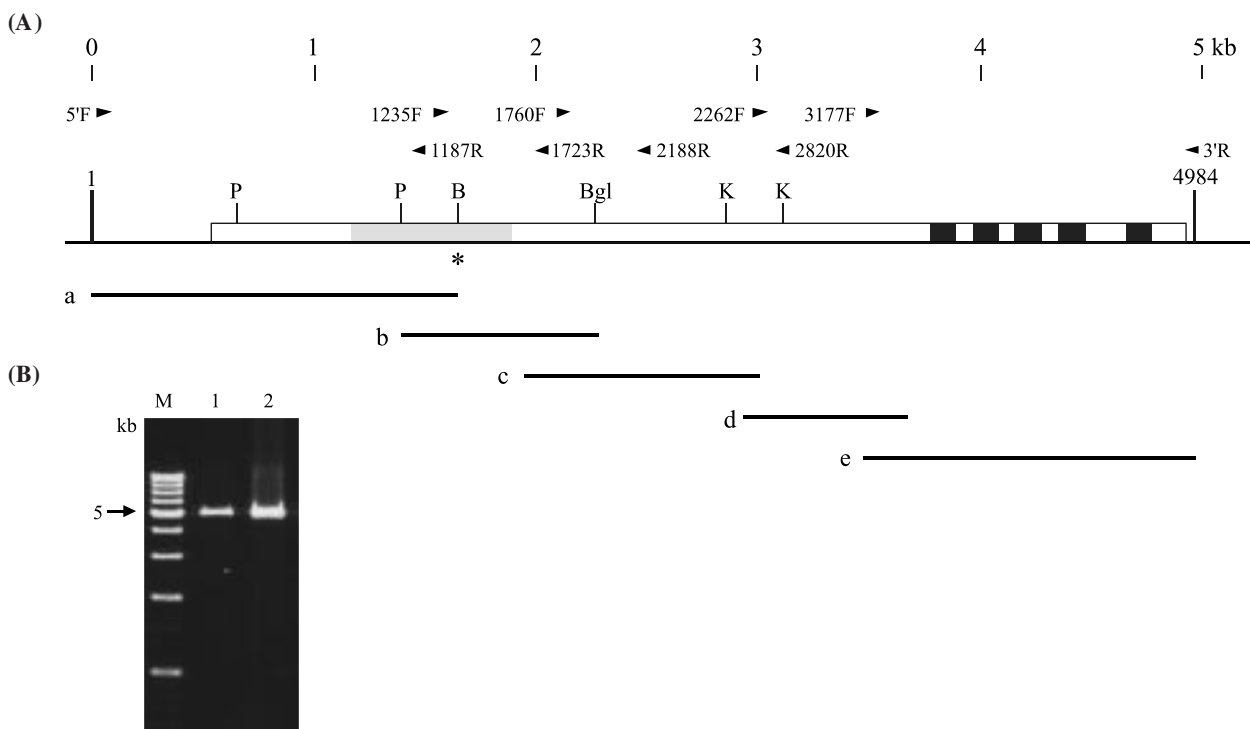 (A)
0 1 2 3 4 5 kb
5'F 1235F 1760F 2262F 3177F
1187R 1723R 2188R 2820R 3'R
1 4984
P P B Bgl K K
*
a
b
c
d
e
(B)
M 1 2
kb
5